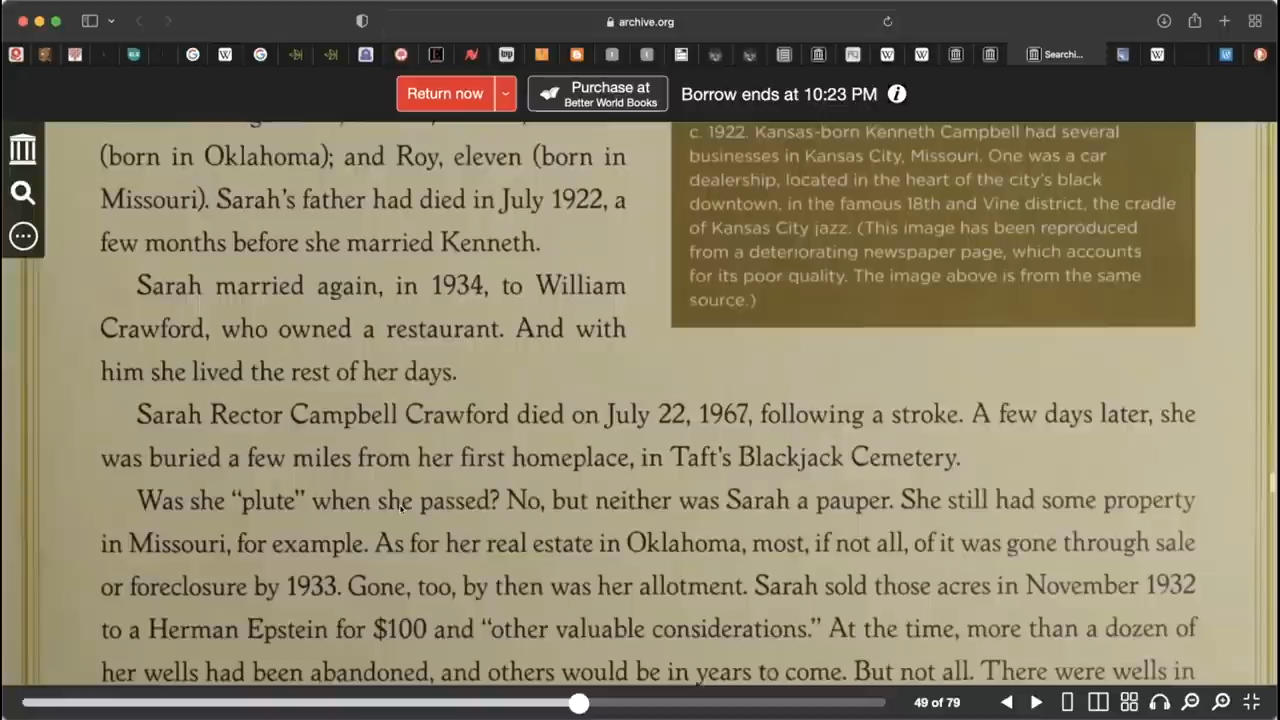 archive.org
Searchi...
Return now
Purchase at
Better World Books
Borrow ends at 10:23 PM
(born in Oklahoma); and Roy, eleven (born in
Missouri). Sarah's father had died in July 1922, a
few months before she married Kenneth.
Sarah married again, in 1934, to William
Crawford, who owned a restaurant. And with
him she lived the rest of her days.
c. 1922. Kansas-born Kenneth Campbell had several
businesses in Kansas City, Missouri. One was a car
dealership, located in the heart of the city's black
downtown, in the famous 18th and Vine district, the cradle
of Kansas City jazz. (This image has been reproduced
from a deteriorating newspaper page, which accounts
for its poor quality. The image above is from the same
source.)
Sarah Rector Campbell Crawford died on July 22, 1967, following a stroke. A few days later, she
was buried a few miles from her first homeplace, in Taft's Blackjack Cemetery.
Was she "plute" when she passed? No, but neither was Sarah a pauper. She still had some property
in Missouri, for example. As for her real estate in Oklahoma, most, if not all, of it was gone through sale
or foreclosure by 1933. Gone, too, by then was her allotment. Sarah sold those acres in November 1932
to a Herman Epstein for $100 and "other valuable considerations." At the time, more than a dozen of
her wells had been abandoned, and others would be in years to come. But not all. There were wells in
49 of 79